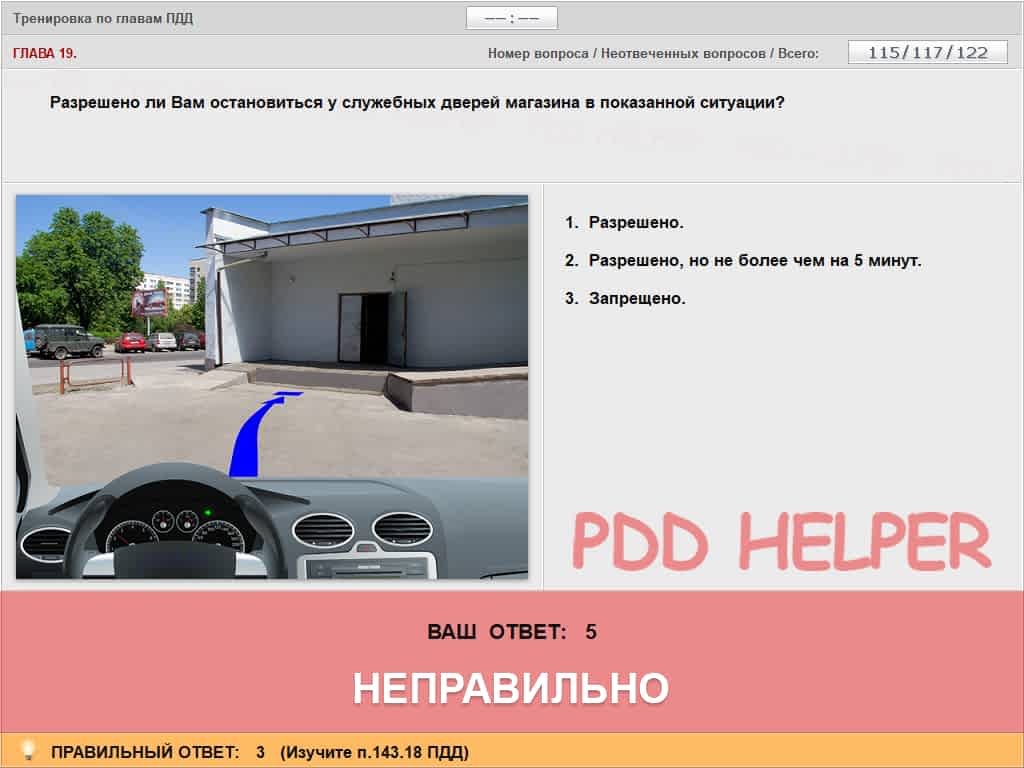 Тренировка по главам ПДД
—— : ——
ГЛАВА 19.
Номер вопроса / Неотвеченных вопросов / Всего:
115/117/122
Разрешено ли Вам остановиться у служебных дверей магазина в показанной ситуации?
1. Разрешено.
2. Разрешено, но не более чем на 5 минут.
3. Запрещено.
PDD HELPER
ВАШ ОТВЕТ: 5
НЕПРАВИЛЬНО
ПРАВИЛЬНЫЙ ОТВЕТ: 3 (Изучите п.143.18 ПДД)